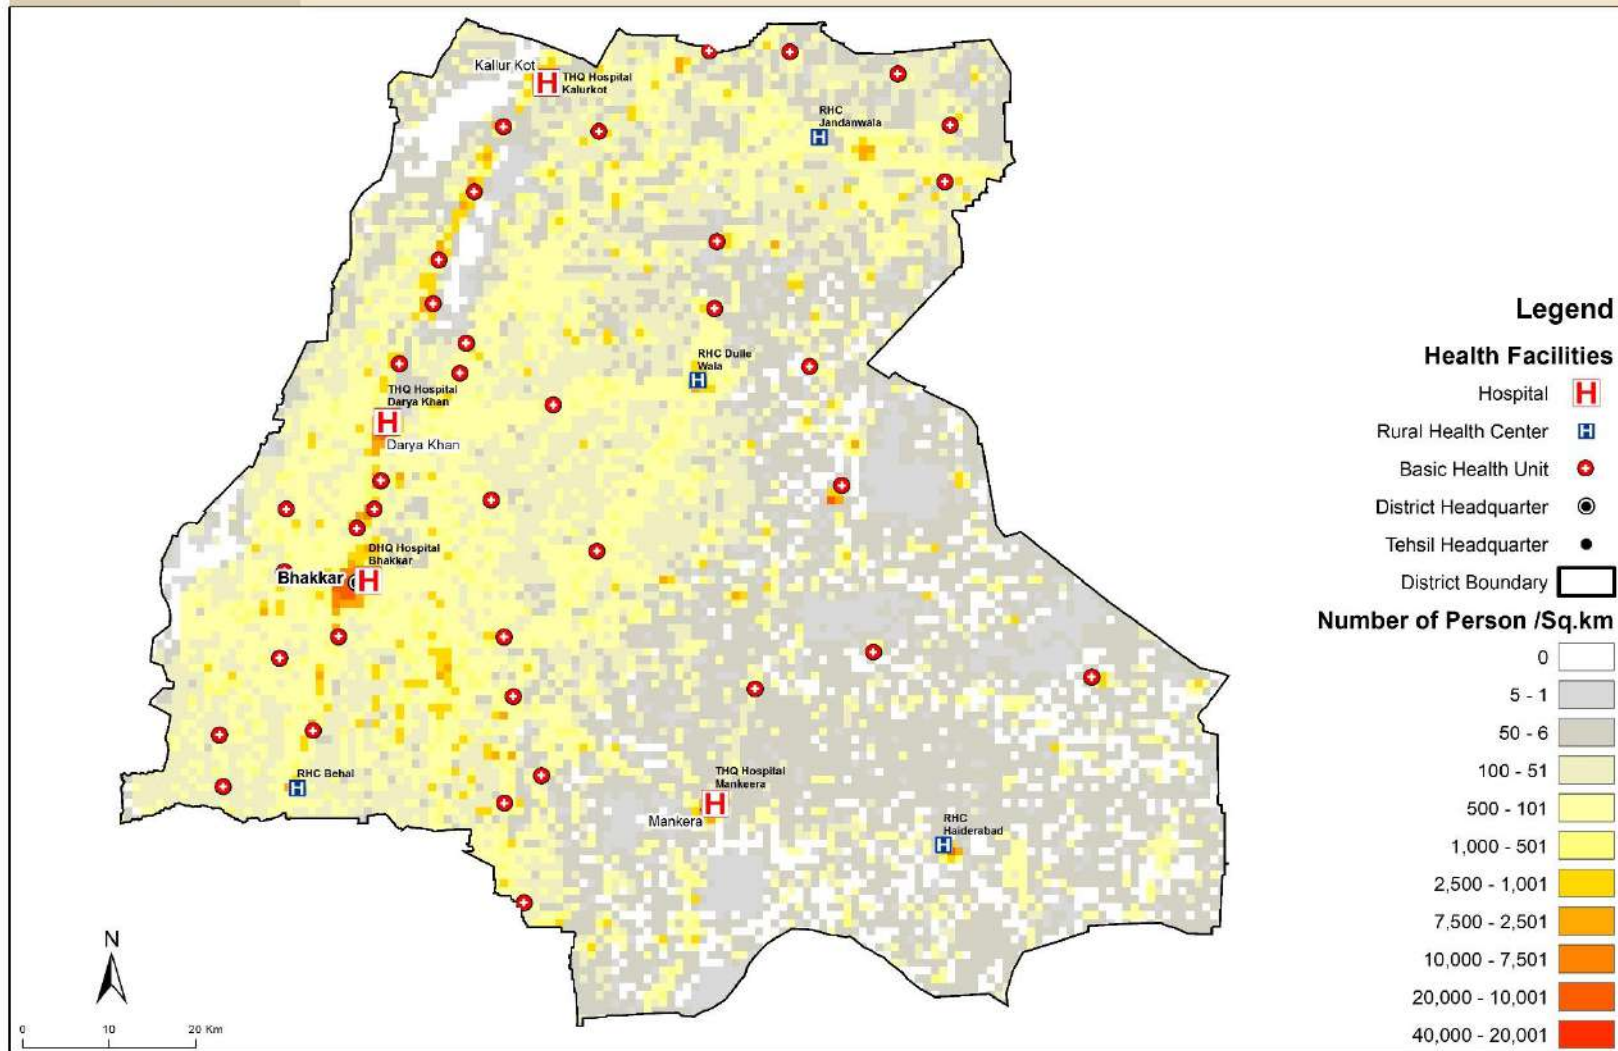 Kallur Kot
THQ Hospital
Kalurkot
RHC
Jandanwala
RHC Dulle
Wala
THQ Hospital
Darya Khan
Darya Khan
DHQ Hospital
Bhakkar
Bhakkar
RHC Behal
THQ Hospital
Mankeera
Mankera
RHC
Haiderabad
N
0 10 20 Km
Legend
Health Facilities
Hospital
Rural Health Center
Basic Health Unit
District Headquarter
Tehsil Headquarter
District Boundary
Number of Person /Sq.km
0
5 - 1
50 - 6
100 - 51
500 - 101
1,000 - 501
2,500 - 1,001
7,500 - 2,501
10,000 - 7,501
20,000 - 10,001
40,000 - 20,001